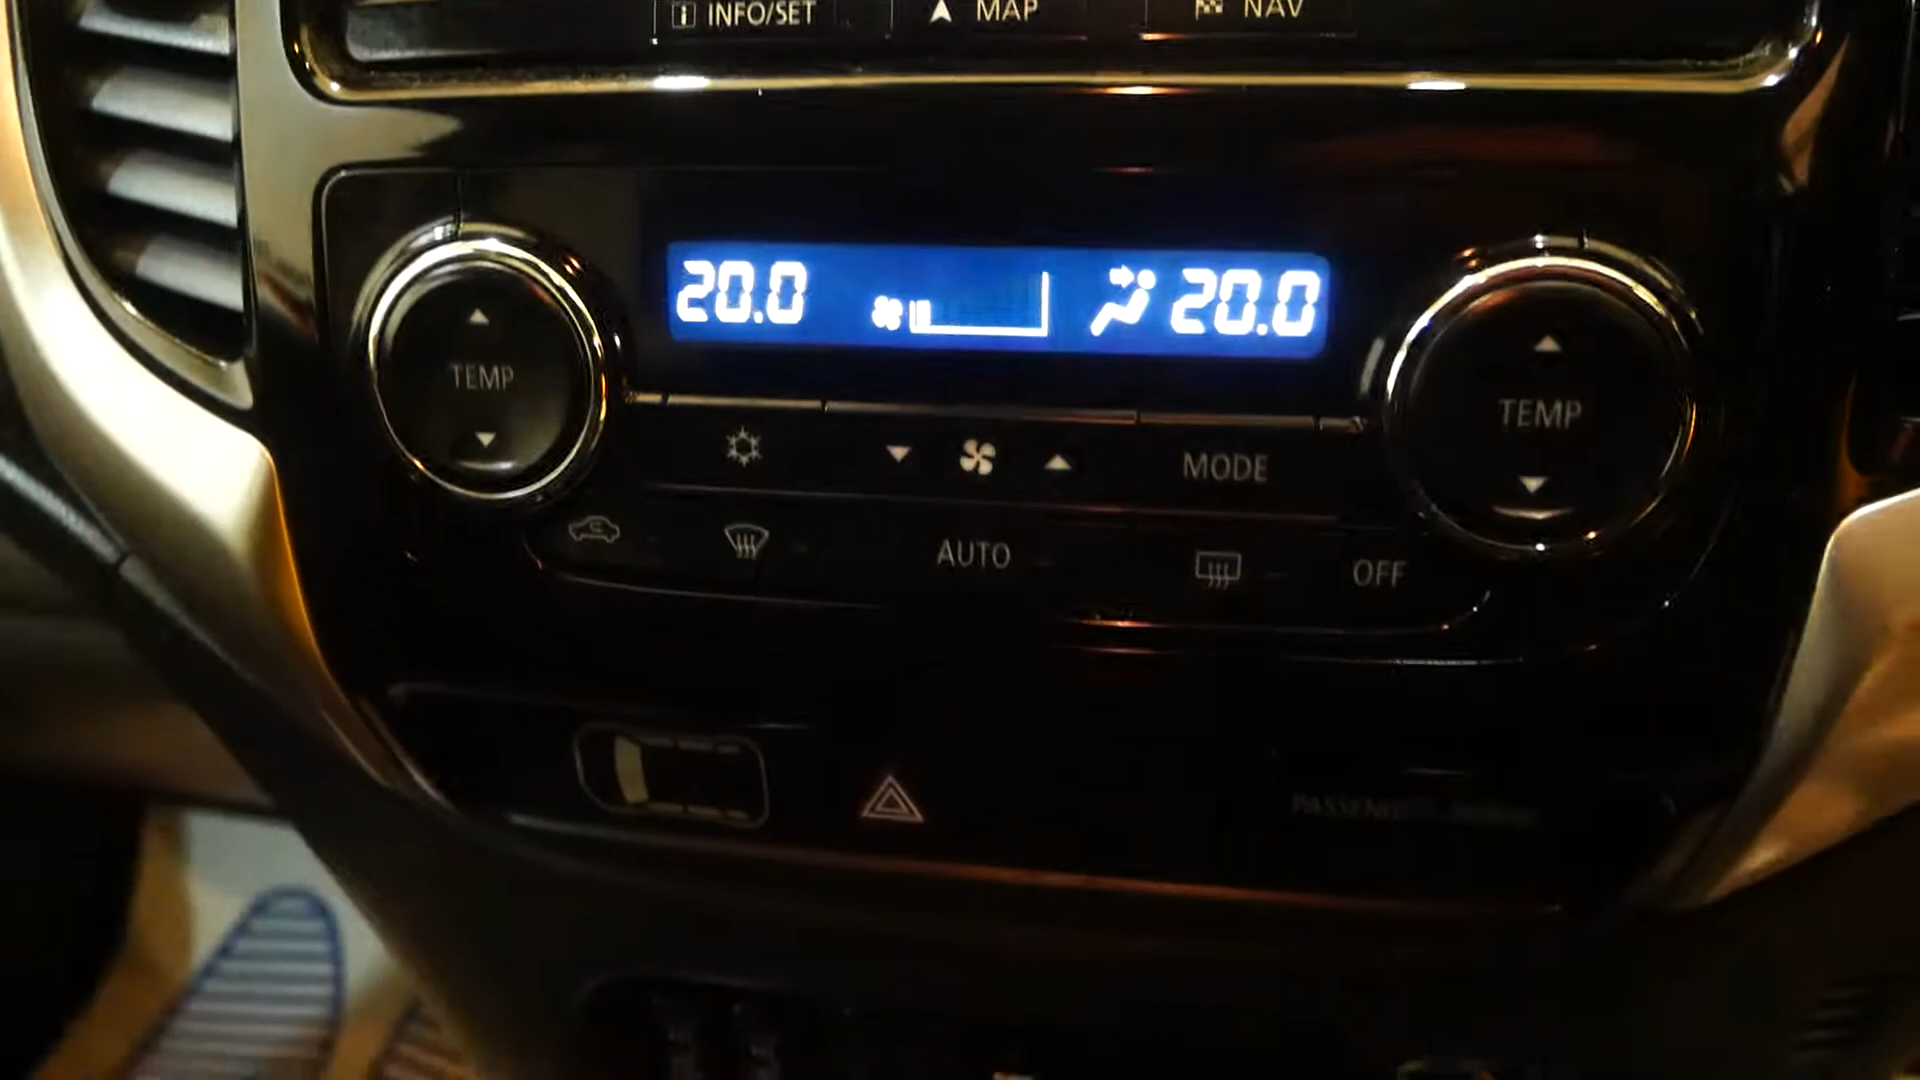 INFO/SET MAP NAV
20.0 20.0
TEMP
TEMP
MODE
AUTO
OFF